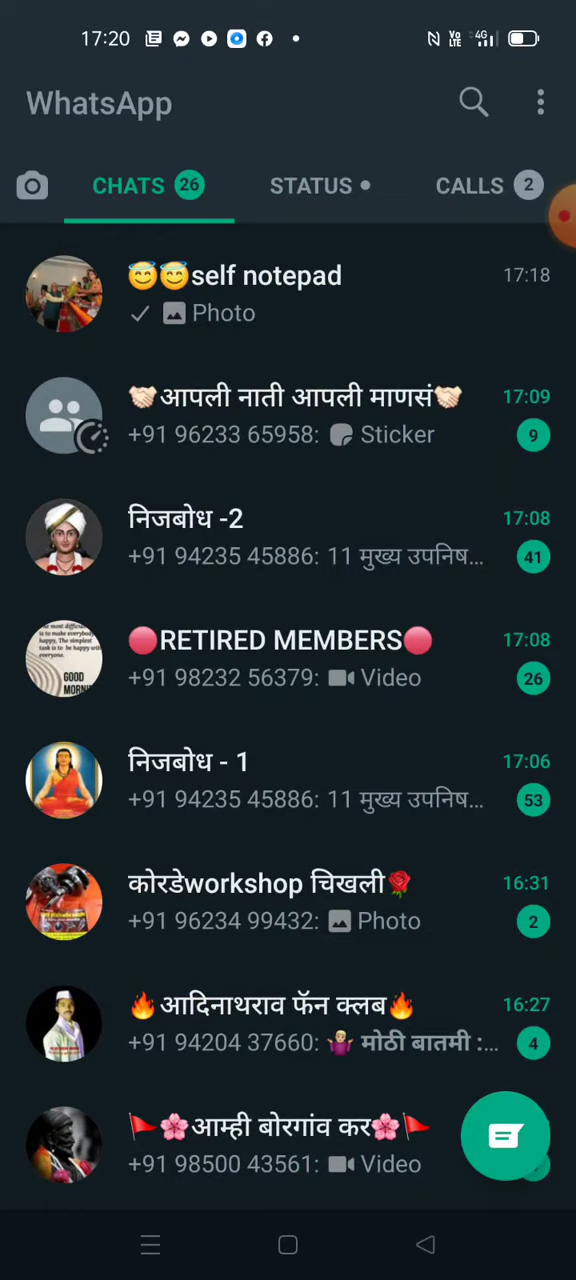 17:20 VoLTE 4G
WhatsApp
CHATS 26 STATUS CALLS 2
😇😇self notepad 17:18
Photo
🤝🏻आपली नाती आपली माणसं🤝🏻 17:09
+91 96233 65958: Sticker 9
निजबोध -2 17:08
+91 94235 45886: 11 मुख्य उपनिष... 41
🔴RETIRED MEMBERS🔴 17:08
+91 98232 56379: Video 26
निजबोध - 1 17:06
+91 94235 45886: 11 मुख्य उपनिष... 53
कोरडेworkshop चिखली🌹 16:31
+91 96234 99432: Photo 2
🔥आदिनाथराव फॅन क्लब🔥 16:27
+91 94204 37660: 🤷🏼‍♀️ मोठी बातमी :... 4
🚩🌸आम्ही बोरगांव कर🌸🚩
+91 98500 43561: Video